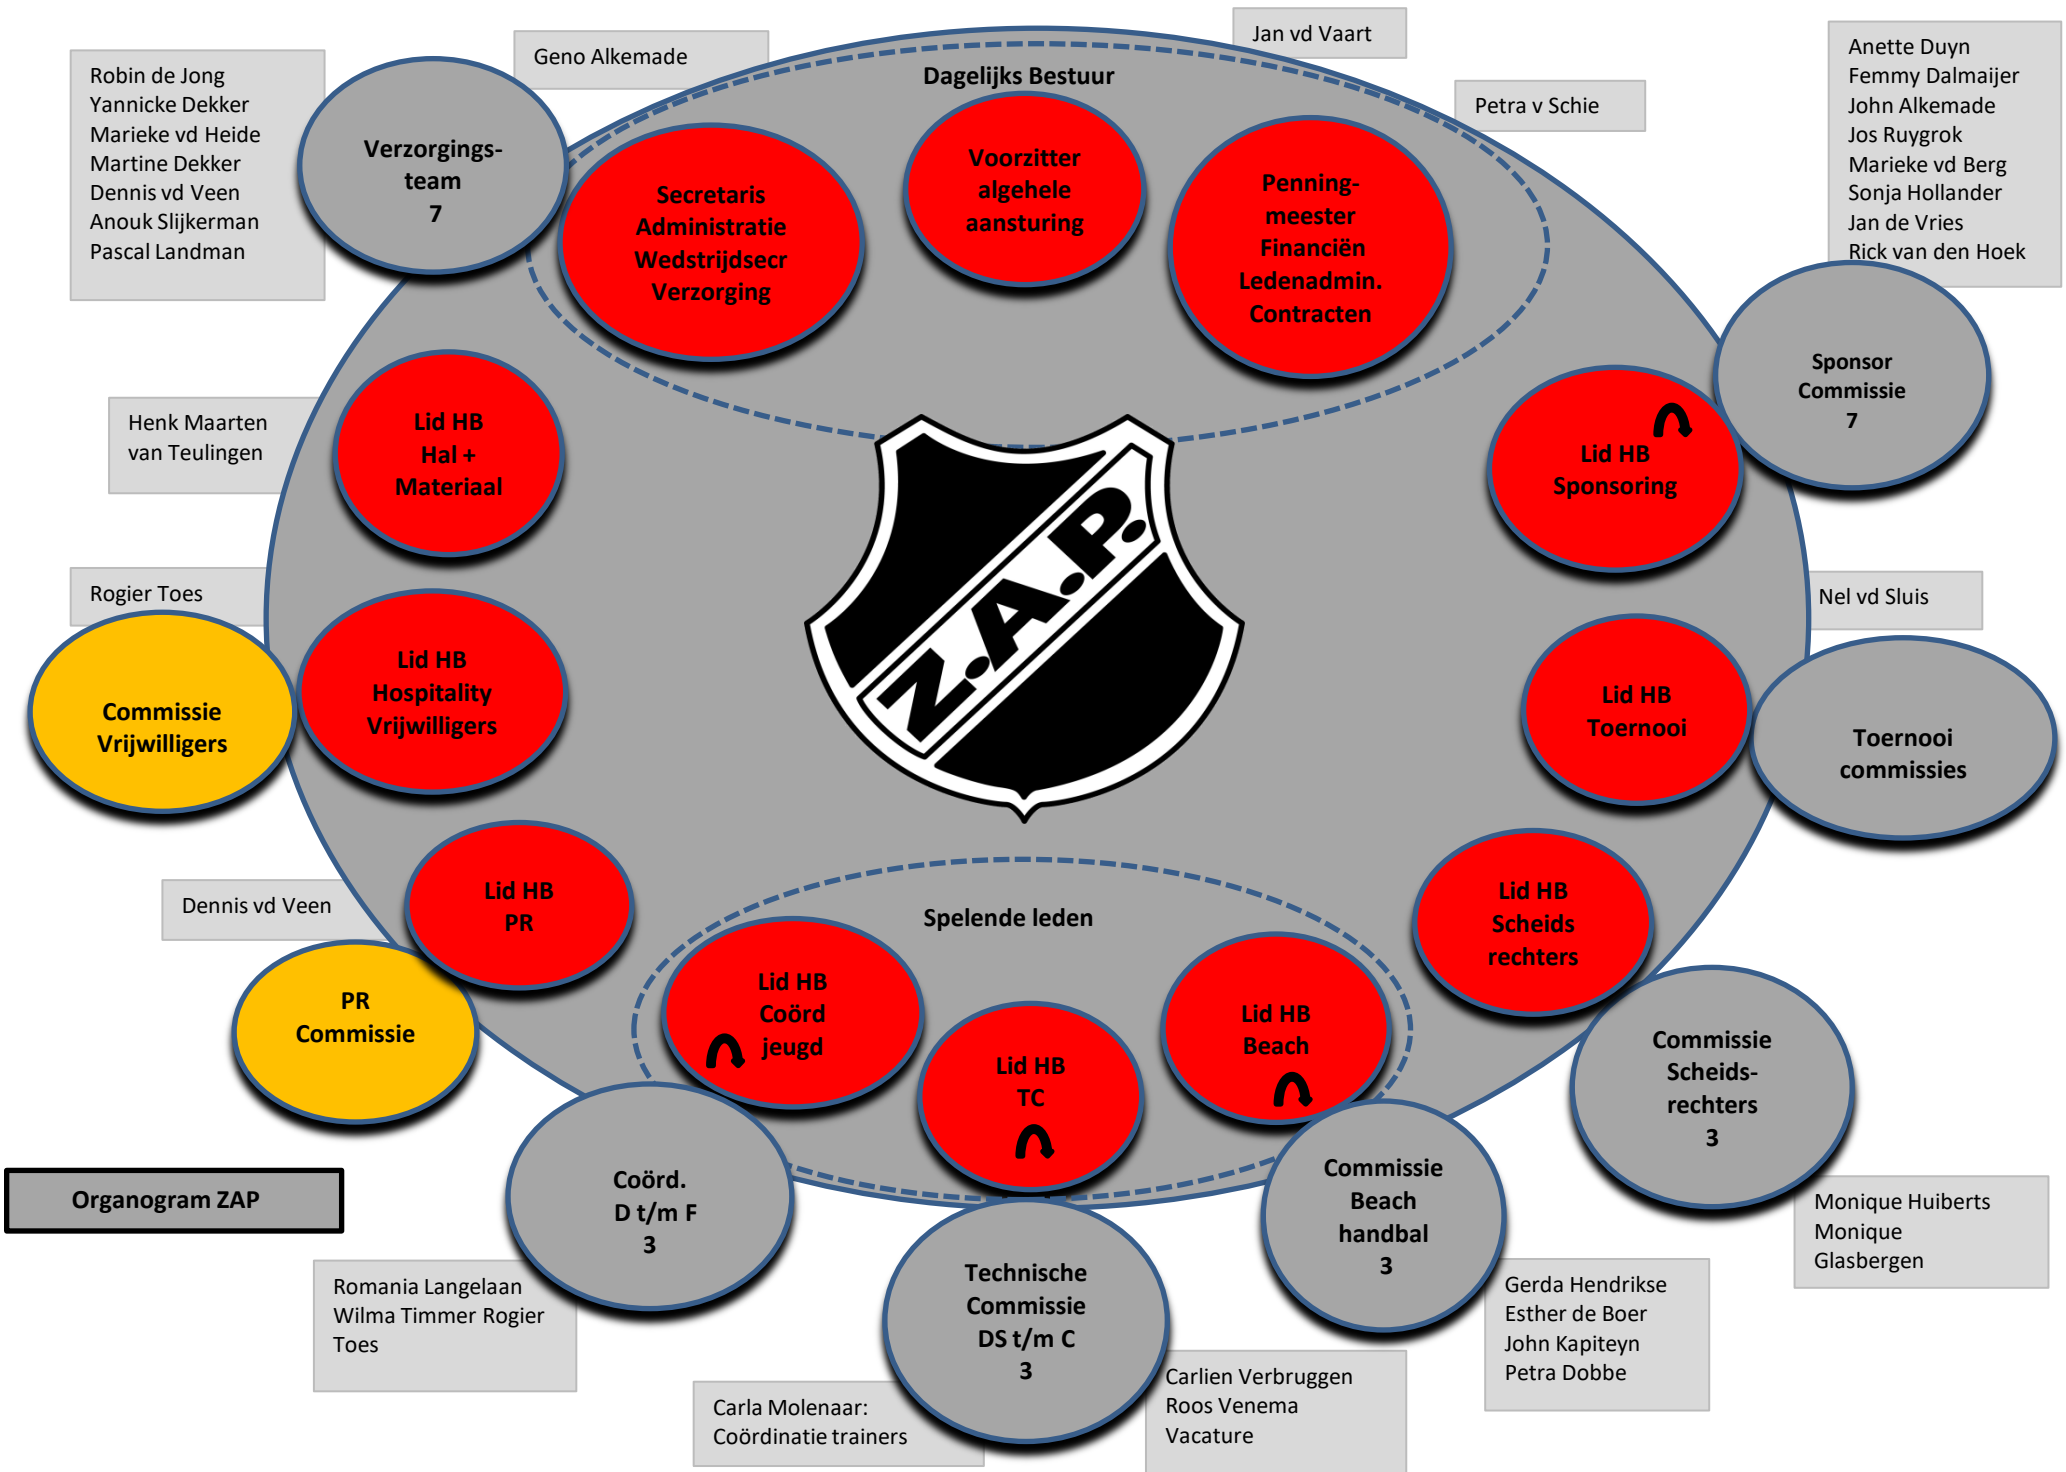 Jan vd Vaart
Geno Alkemade
Dagelijks Bestuur
Petra v Schie
Robin de Jong
Yannicke Dekker
Marieke vd Heide
Martine Dekker
Dennis vd Veen
Anouk Slijkerman
Pascal Landman
Verzorgings-
team
7
Secretaris
Administratie
Wedstrijdsecr
Verzorging
Voorzitter
algehele
aansturing
Penning-
meester
Financiën
Ledenadmin.
Contracten
Anette Duyn
Femmy Dalmaijer
John Alkemade
Jos Ruygrok
Marieke vd Berg
Sonja Hollander
Jan de Vries
Rick van den Hoek
Sponsor
Commissie
7
Henk Maarten
van Teulingen
Lid HB
Hal +
Materiaal
Lid HB
Sponsoring
Z.A.P.
Rogier Toes
Nel vd Sluis
Commissie
Vrijwilligers
Lid HB
Hospitality
Vrijwilligers
Lid HB
Toernooi
Toernooi
commissies
Dennis vd Veen
Lid HB
PR
Spelende leden
Lid HB
Scheids
rechters
PR
Commissie
Lid HB
Coörd
jeugd
Lid HB
TC
Lid HB
Beach
Commissie
Scheids-
rechters
3
Organogram ZAP
Coörd.
D t/m F
3
Technische
Commissie
DS t/m C
3
Commissie
Beach
handbal
3
Monique Huiberts
Monique
Glasbergen
Romania Langelaan
Wilma Timmer Rogier
Toes
Gerda Hendrikse
Esther de Boer
John Kapiteyn
Petra Dobbe
Carla Molenaar:
Coördinatie trainers
Carlien Verbruggen
Roos Venema
Vacature